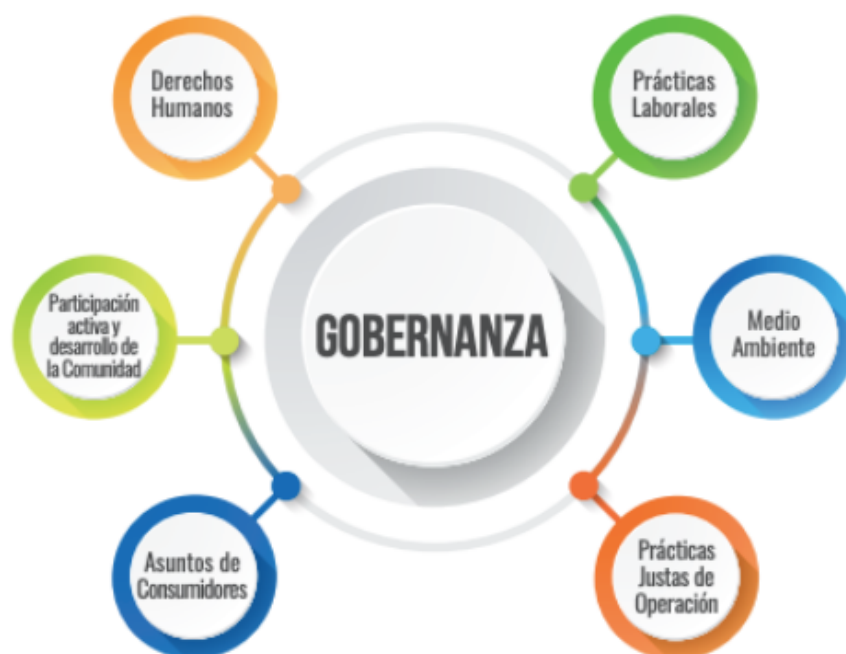 Derechos
Humanos
Prácticas
Laborales
Participación
activa y
desarrollo de
la Comunidad
GOBERNANZA
Medio
Ambiente
Asuntos de
Consumidores
Prácticas
Justas de
Operación